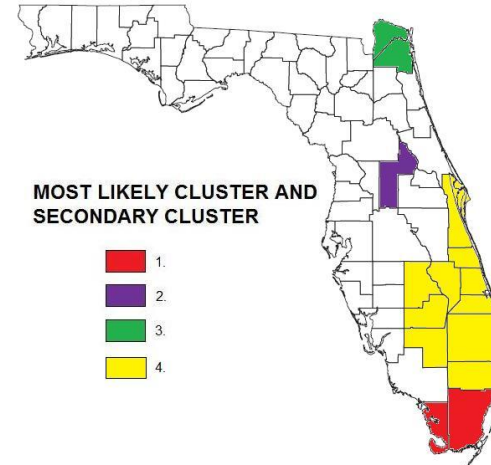 MOST LIKELY CLUSTER AND
SECONDARY CLUSTER
1.
2.
3.
4.